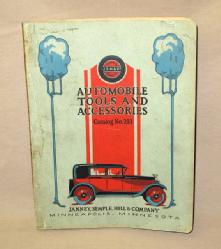 AUTOMOBILE
TOOLS AND
ACCESSORIES
Catalog No.
JANNEY, SEMPLE, HILL & COMPANY
MINNEAPOLIS, MINNESOTA